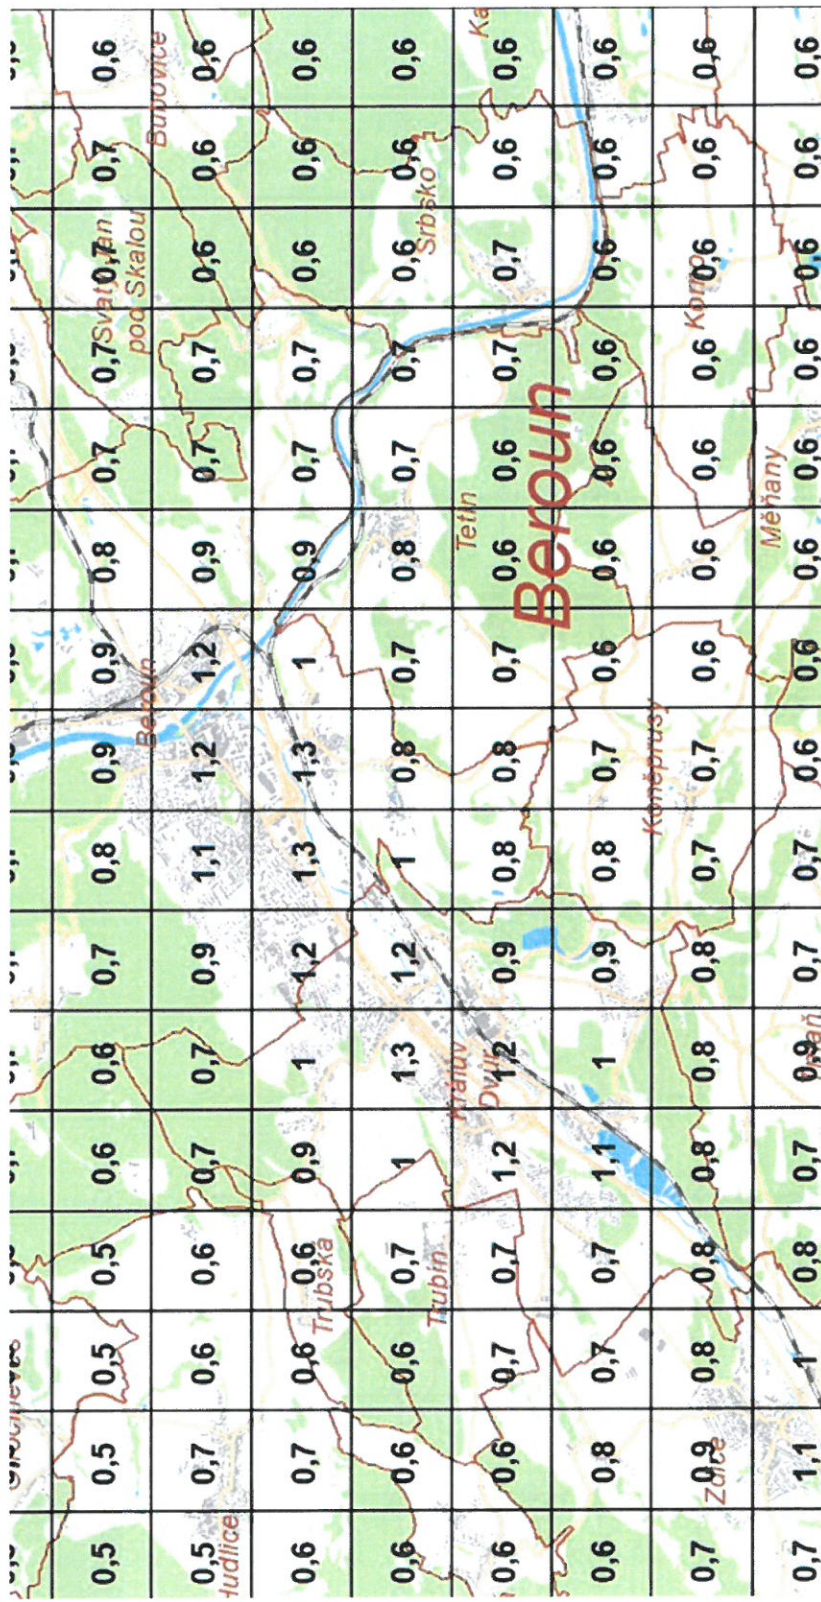 0,5 0,5 0,5 0,5 0,6 0,6 0,7 0,8 0,9 0,9 0,8 0,7 0,7 0,7 0,7 0,6
Svatý Jan
pod Skalou
Beroun Bubovice
0,5 0,7 0,6 0,6 0,7 0,7 0,9 1,1 1,2 1,2 0,9 0,7 0,7 0,6 0,6 0,6
Hudlice
0,6 0,7 0,6 0,6 0,9 1 1,2 1,3 1,3 1 0,9 0,7 0,7 0,6 0,6 0,6
Trubská
0,6 0,6 0,6 0,7 1 1,3 1,2 1 0,8 0,7 0,8 0,7 0,7 0,6 0,6 0,6
Trubín Srbsko
Králův
Dvůr
Tetín
0,6 0,6 0,7 0,7 1,2 1,2 0,9 0,8 0,8 0,7 0,6 0,6 0,7 0,7 0,6 0,6
Beroun
0,6 0,8 0,7 0,7 1,1 1 0,9 0,8 0,7 0,6 0,6 0,6 0,6 0,6 0,6 0,6
Koněprusy
0,7 0,9 0,8 0,8 0,8 0,8 0,8 0,7 0,7 0,6 0,6 0,6 0,6 0,6 0,6 0,6
Zdice Korno
Měňany
0,7 1,1 1 0,8 0,7 0,9 0,7 0,7 0,6 0,6 0,6 0,6 0,6 0,6 0,6 0,6